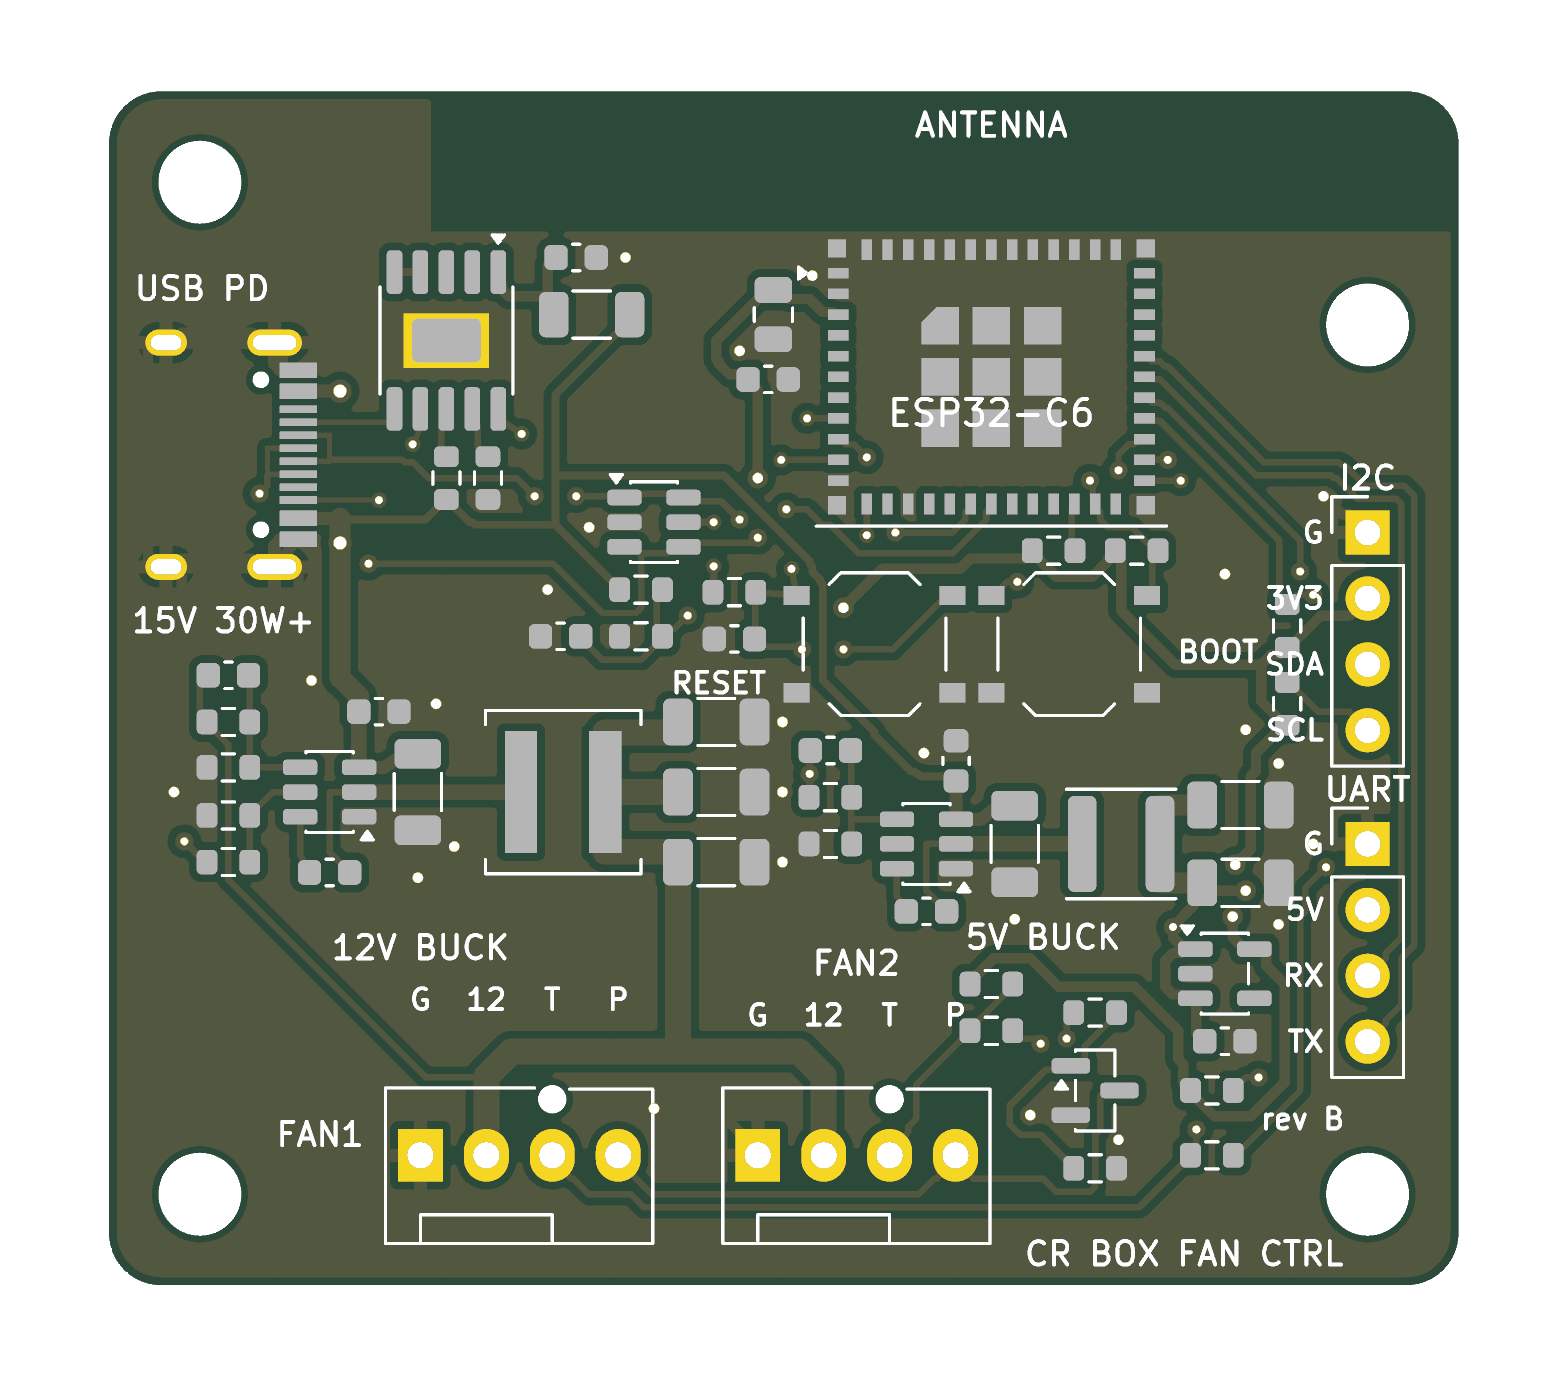 ANTENNA
USB PD
ESP32-C6
I2C
G
15V 30W+
3V3
BOOT
SDA
RESET
SCL
UART
G
5V
12V BUCK
5V BUCK
FAN2
RX
G 12 T P
G 12 T P
TX
rev B
FAN1
CR BOX FAN CTRL